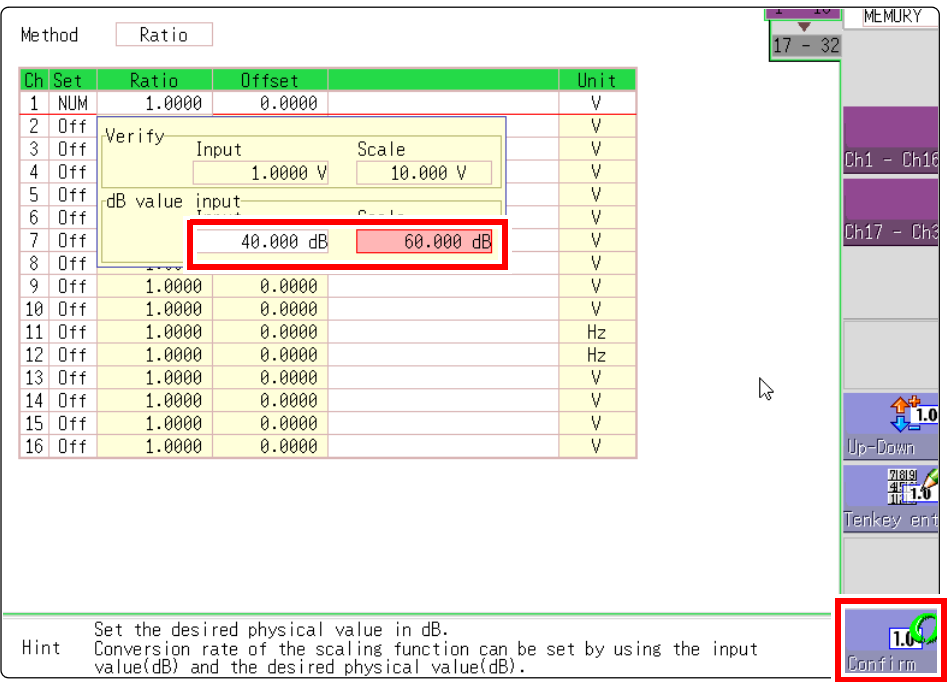 MEMORY
Method Ratio
17 - 32
Ch Set Ratio Offset Unit
1 NUM 1.0000 0.0000 V
2 Off V
Verify
Input Scale
3 Off V
4 Off 1.0000 V 10.000 V V
5 Off V
dB value input
6 Off V
7 Off 40.000 dB 60.000 dB V
8 Off V
9 Off 1.0000 0.0000 V
10 Off 1.0000 0.0000 V
11 Off 1.0000 0.0000 Hz
12 Off 1.0000 0.0000 Hz
13 Off 1.0000 0.0000 V
14 Off 1.0000 0.0000 V
15 Off 1.0000 0.0000 V
16 Off 1.0000 0.0000 V
Ch1 - Ch16
Ch17 - Ch3
1.0
Up-Down
1.0
Tenkey ent
1.0
Confirm
Hint
Set the desired physical value in dB.
Conversion rate of the scaling function can be set by using the input
value(dB) and the desired physical value(dB).